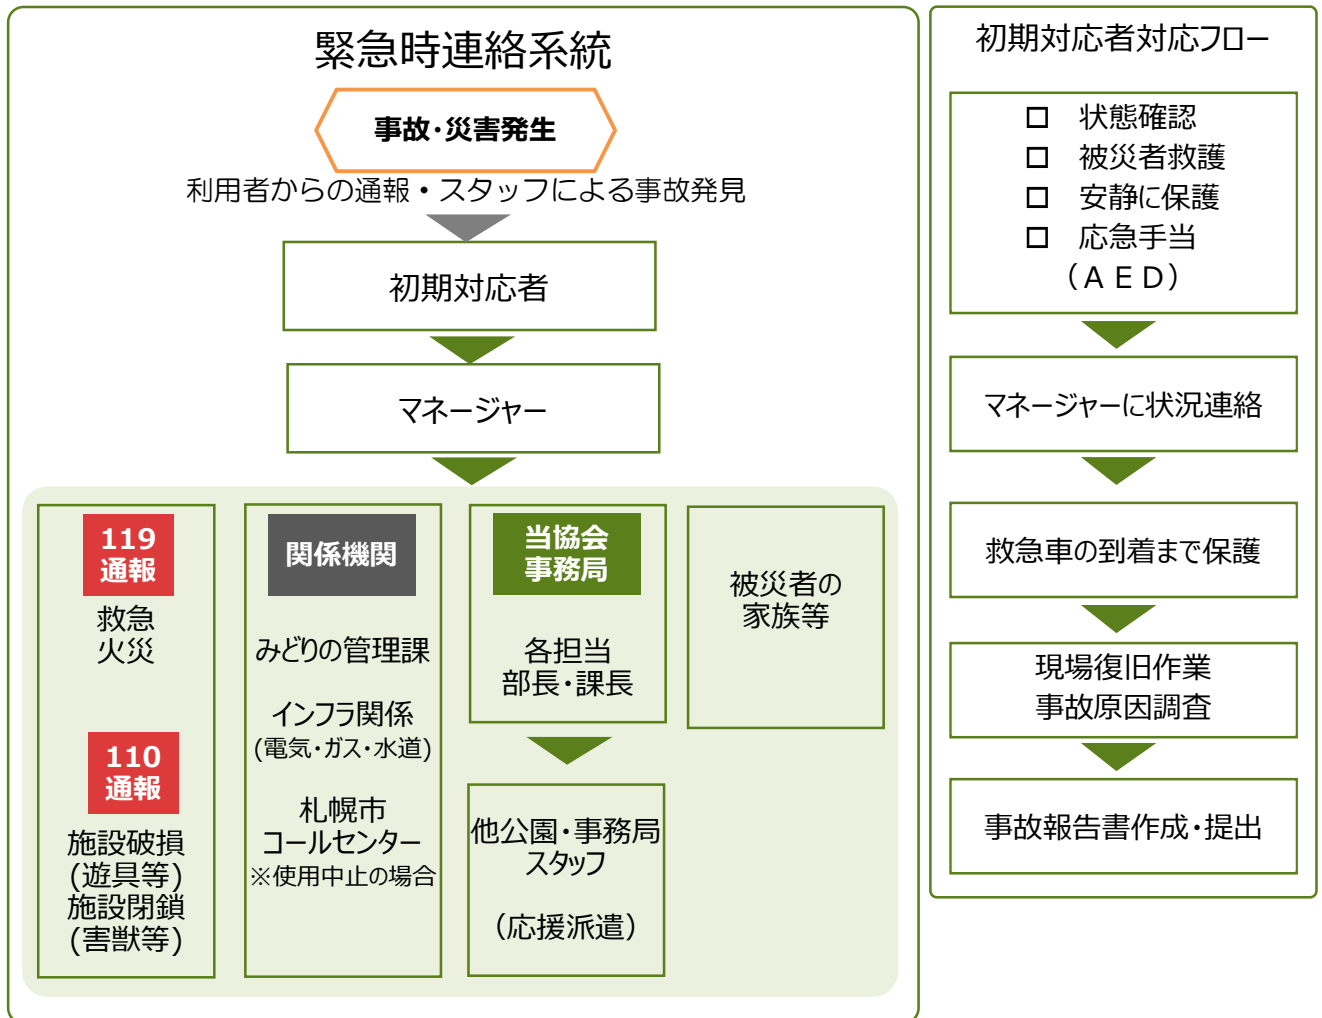 緊急時連絡系統
事故・災害発生
利用者からの通報・スタッフによる事故発見
初期対応者
マネージャー
119
通報
救急
火災
110
通報
施設破損
(遊具等)
施設閉鎖
(害獣等)
関係機関
みどりの管理課
インフラ関係
(電気・ガス・水道)
札幌市
コールセンター
※使用中止の場合
当協会
事務局
各担当
部長・課長
他公園・事務局
スタッフ
（応援派遣）
被災者の
家族等
初期対応者対応フロー
□ 状態確認
□ 被災者救護
□ 安静に保護
□ 応急手当
（ＡＥＤ）
マネージャーに状況連絡
救急車の到着まで保護
現場復旧作業
事故原因調査
事故報告書作成・提出